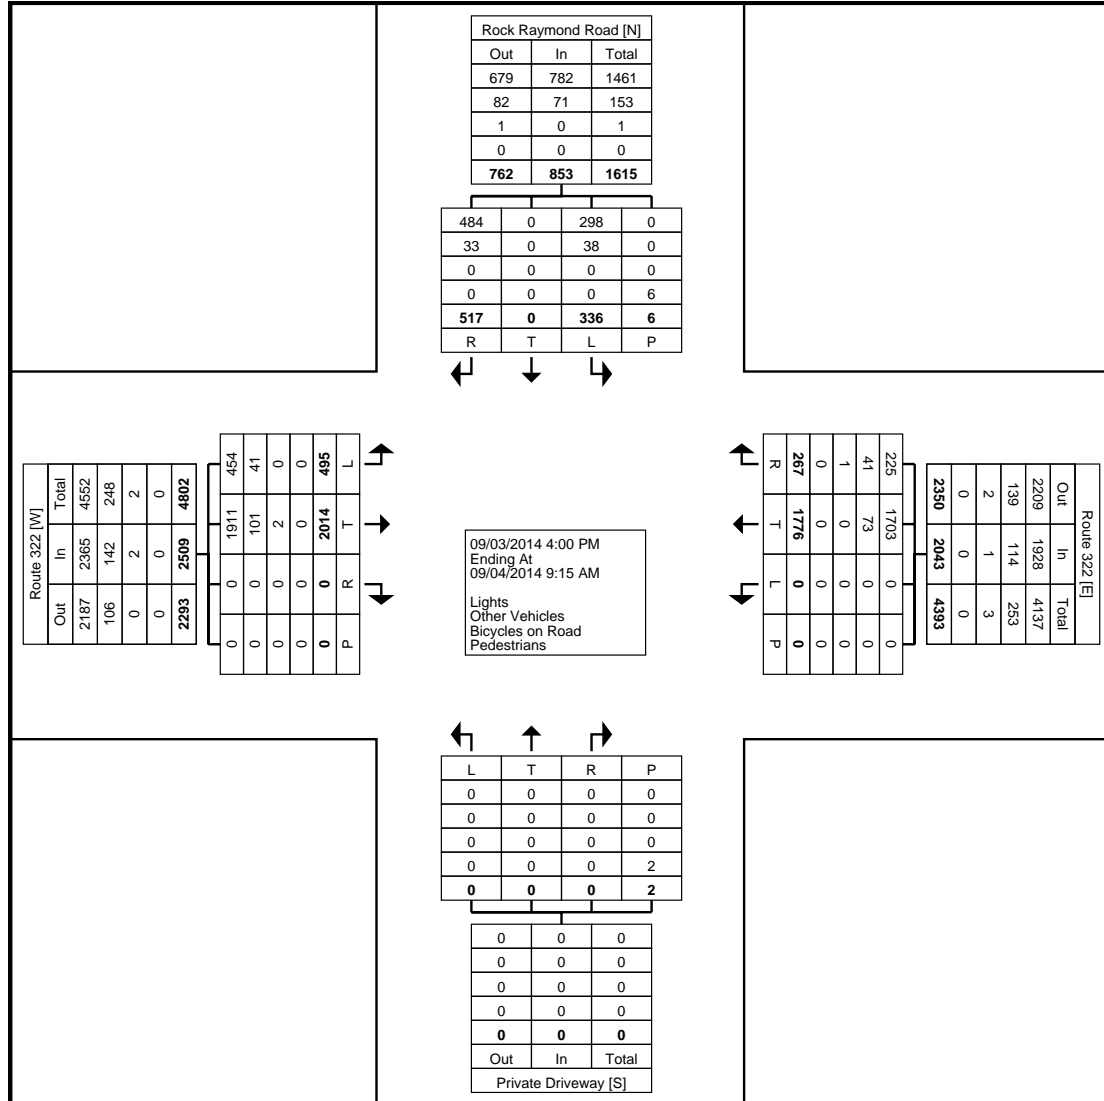 Rock Raymond Road [N]
Out In Total
679 782 1461
82 71 153
1 0 1
0 0 0
762 853 1615
484 0 298 0
33 0 38 0
0 0 0 0
0 0 0 6
517 0 336 6
R T L P
Route 322 [W]
Total 4552 248 2 0 4802
In 2365 142 2 0 2509
Out 2187 106 0 0 2293
454 41 0 0 495 L
1911 101 2 0 2014 T
0 0 0 0 0 R
0 0 0 0 0 P
09/03/2014 4:00 PM
Ending At
09/04/2014 9:15 AM
Lights
Other Vehicles
Bicycles on Road
Pedestrians
R 267 0 1 41 225
T 1776 0 0 73 1703
L 0 0 0 0 0
P 0 0 0 0 0
Route 322 [E]
Out In Total
2209 1928 4137
139 114 253
2 1 3
0 0 0
2350 2043 4393
L T R P
0 0 0 0
0 0 0 0
0 0 0 0
0 0 0 2
0 0 0 2
0 0 0
0 0 0
0 0 0
0 0 0
0 0 0
Out In Total
Private Driveway [S]